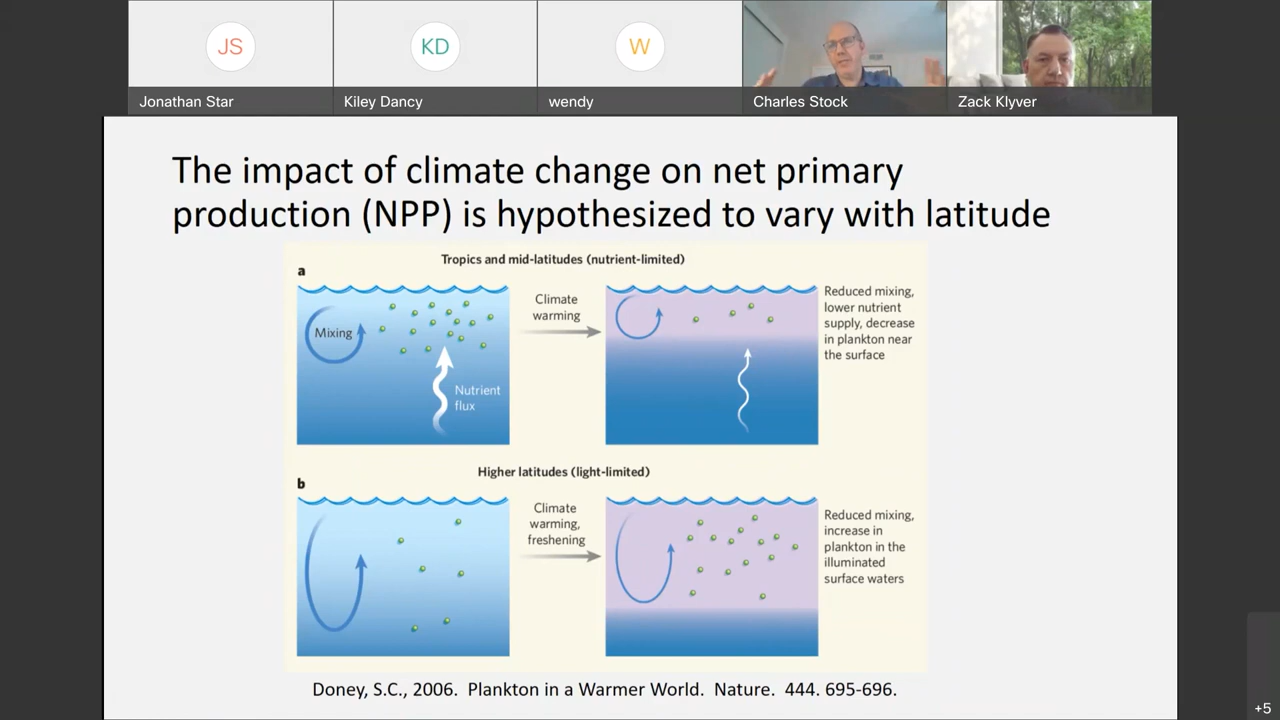 JS
KD
W
Jonathan Star
Kiley Dancy
wendy
Charles Stock
Zack Klyver
The impact of climate change on net primary
production (NPP) is hypothesized to vary with latitude
Tropics and mid-latitudes (nutrient-limited)
a
Mixing
Nutrient
flux
Climate
warming
Reduced mixing,
lower nutrient
supply, decrease
in plankton near
the surface
Higher latitudes (light-limited)
b
Climate
warming,
freshening
Reduced mixing,
increase in
plankton in the
illuminated
surface waters
Doney, S.C., 2006. Plankton in a Warmer World. Nature. 444. 695-696.
+5